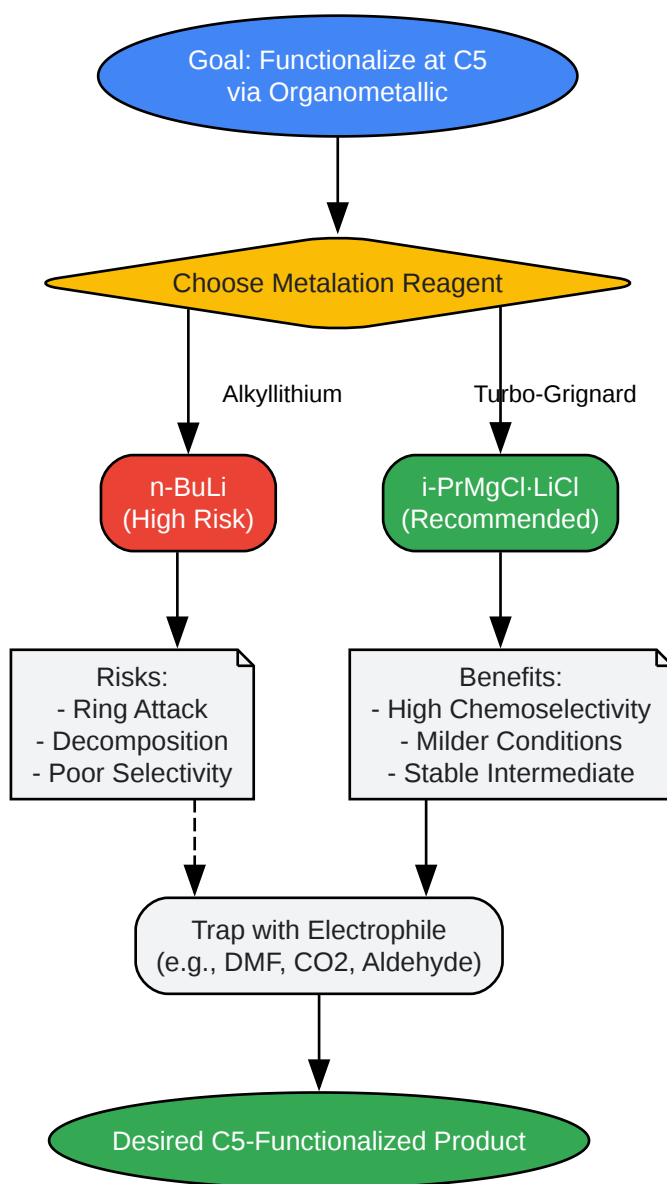 Goal: Functionalize at C5
via Organometallic
Choose Metalation Reagent
Alkyllithium
Turbo-Grignard
n-BuLi
(High Risk)
i-PrMgCl·LiCl
(Recommended)
Risks:
- Ring Attack
- Decomposition
- Poor Selectivity
Benefits:
- High Chemoselectivity
- Milder Conditions
- Stable Intermediate
Trap with Electrophile
(e.g., DMF, CO2, Aldehyde)
Desired C5-Functionalized Product